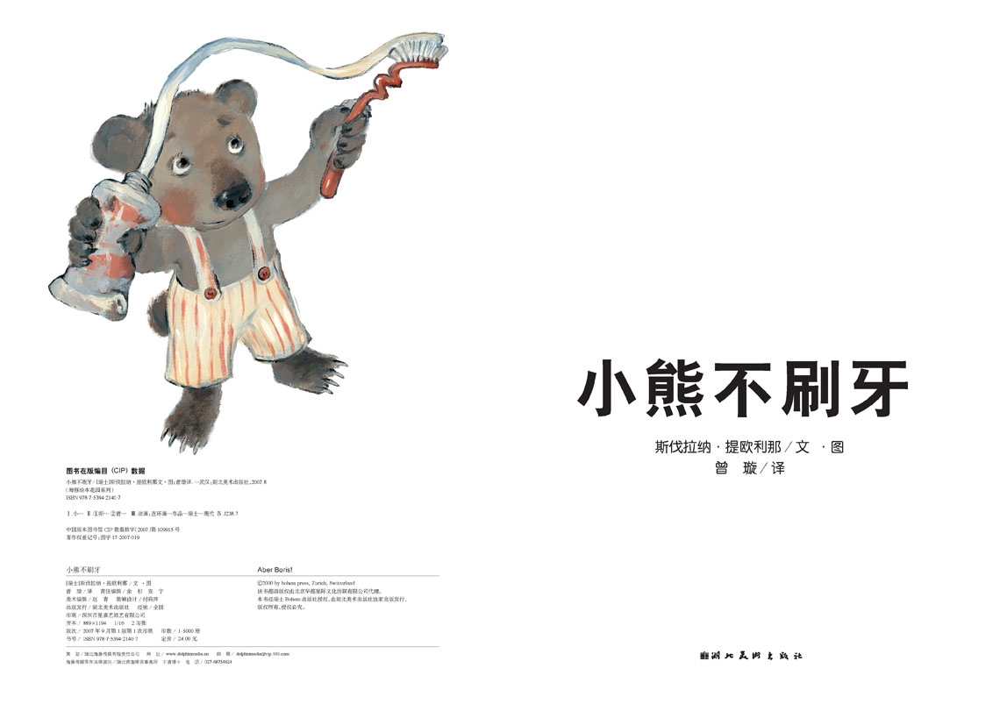 图书在版编目（CIP）数据
小熊不刷牙/［瑞士］斯伐拉纳·提欧利那文·图；曾璇译.—武汉：湖北美术出版社，2007.8
（海豚绘本花园系列）
ISBN 978-7-5394-2140-7
Ⅰ.小… Ⅱ.①斯…②曾… Ⅲ.动画：连环画—作品—瑞士—现代 Ⅳ.J238.7
中国版本图书馆 CIP 数据核字（2007）第 109915 号
著作权登记号：图字 17-2007-019
小熊不刷牙
［瑞士］斯伐拉纳·提欧利那／文 ·图
曾 璇／译 责任编辑／余 杉 安 宁
美术编辑／赵 青 装帧设计／付莉萍
出版发行／湖北美术出版社 经销／全国
印刷／深圳市星嘉艺纸艺有限公司
开本／ 889×1194 1/16 2 印张
版次／ 2007 年 9 月第 1 版第 1 次印刷 印数／ 1-5000 册
书号／ ISBN 978-7-5394-2140-7 定价／ 24.00 元
Aber Boris!
©2000 by bohem press, Zurich, Switzerland
该书德语版权由北京华德星际文化传媒有限公司代理。
本书经瑞士 Bohem 出版社授权，由湖北美术出版社独家出版发行。
版权所有，侵权必究。
策 划／湖北海豚传媒有限责任公司 网 址／ www.dolphinmedia.cn 邮 箱／ dolphinmedia@vip.163.com
海豚传媒常年法律顾问／湖北 律师事务所 王清博士 电 话／ 027-68754624
小熊不刷牙
斯伐拉纳·提欧利那／文 ·图
曾 璇／译
湖北美术出版社